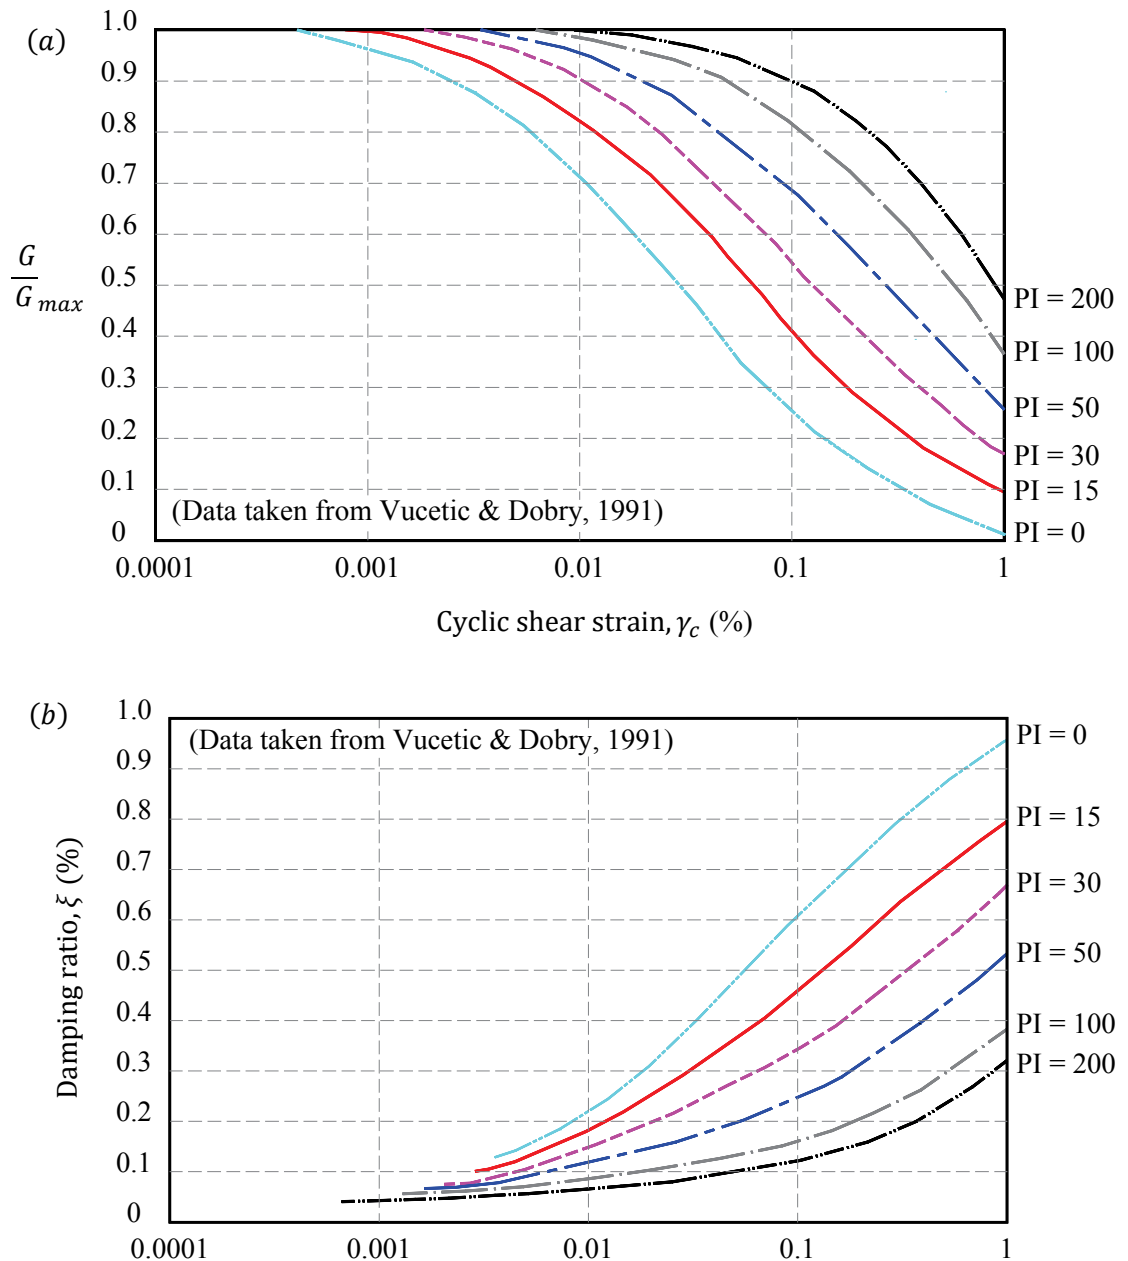 (a)
1.0
0.9
0.8
0.7
0.6
0.5
0.4
0.3
0.2
0.1
0
G
G max
PI = 200
PI = 100
PI = 50
PI = 30
PI = 15
PI = 0
(Data taken from Vucetic & Dobry, 1991)
0.0001 0.001 0.01 0.1 1
Cyclic shear strain, γc (%)
(b)
1.0
0.9
0.8
0.7
0.6
0.5
0.4
0.3
0.2
0.1
0
Damping ratio, ξ (%)
(Data taken from Vucetic & Dobry, 1991)
PI = 0
PI = 15
PI = 30
PI = 50
PI = 100
PI = 200
0.0001 0.001 0.01 0.1 1